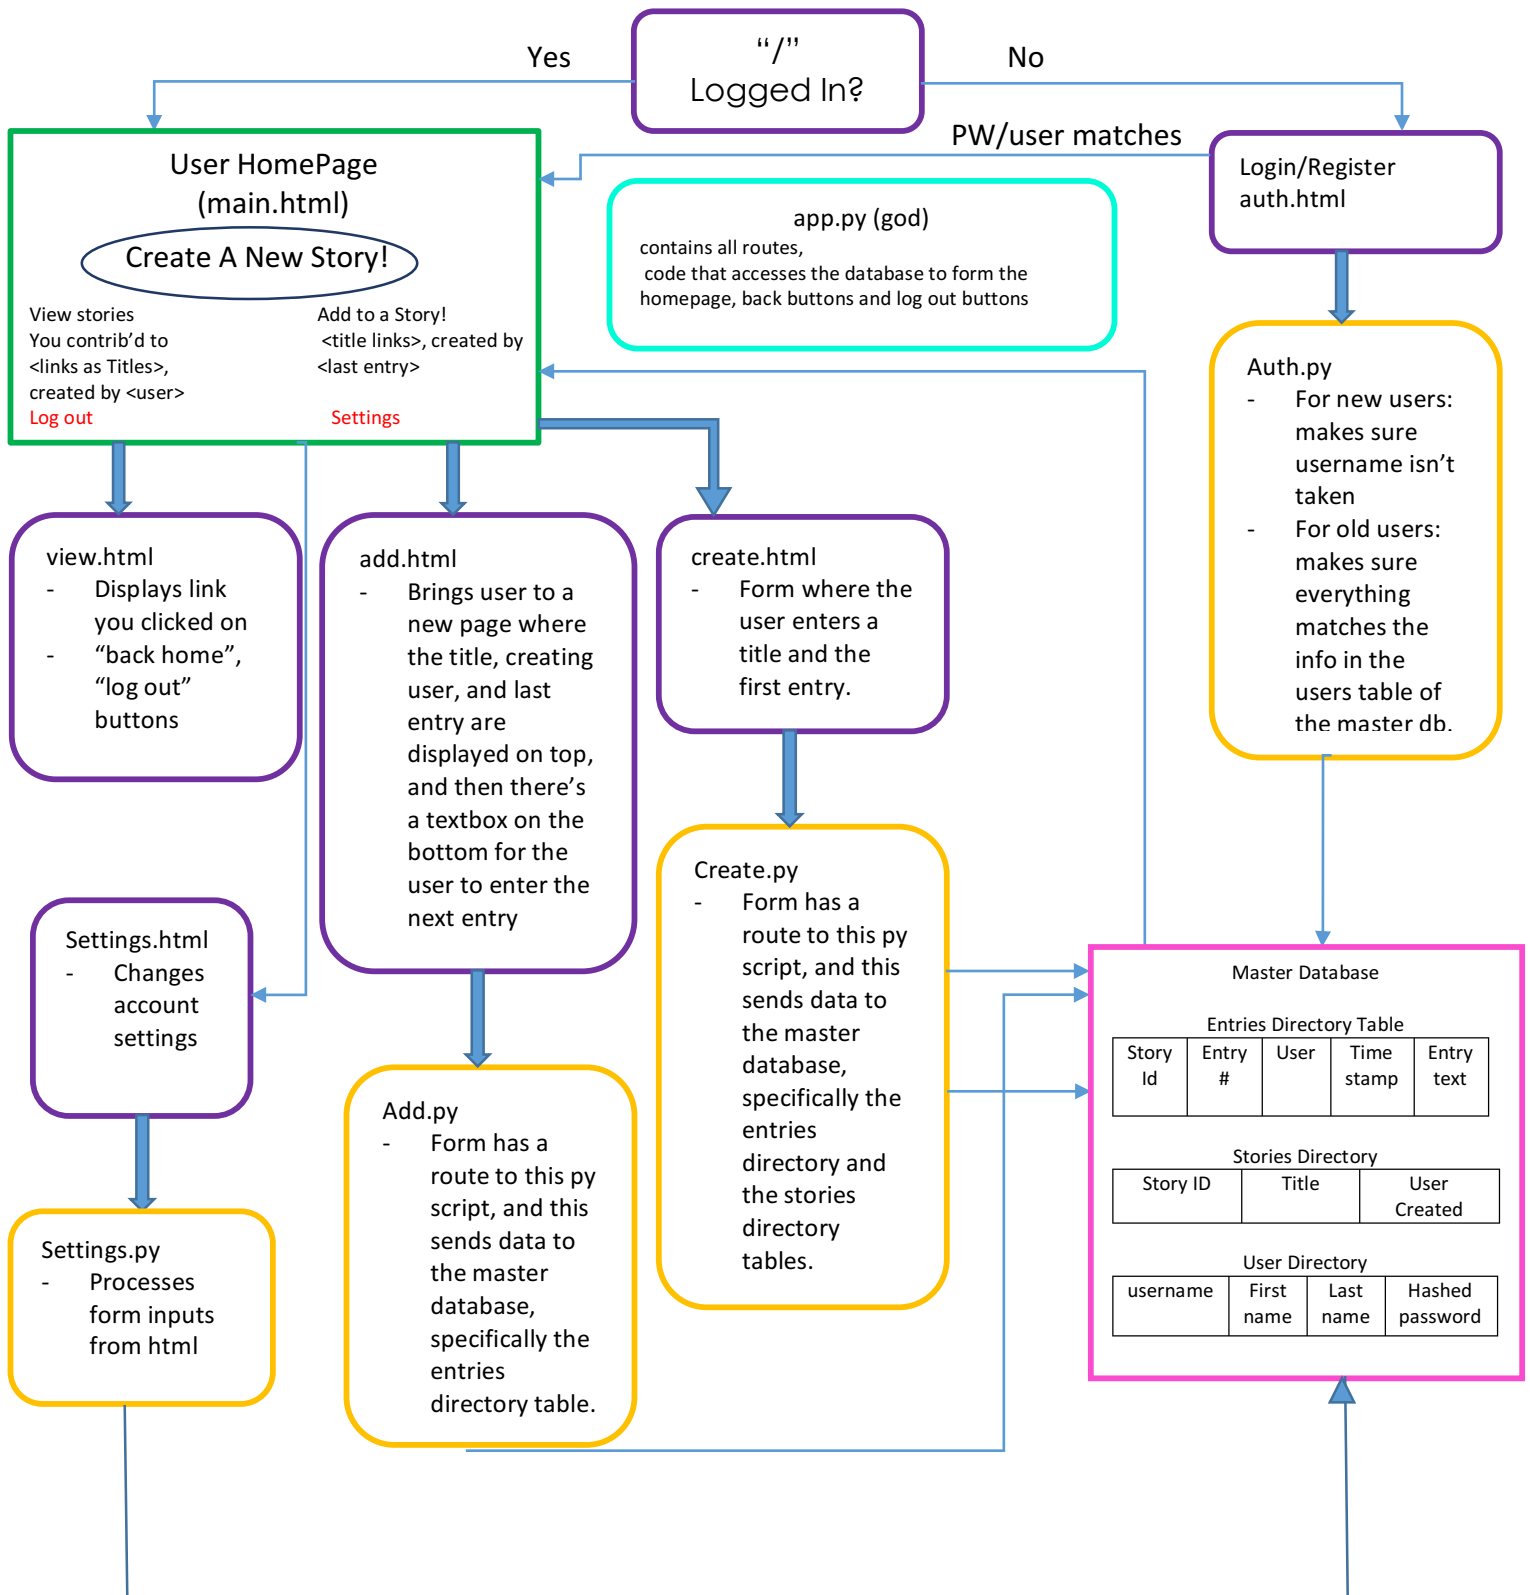 “/”
Logged In?
Yes
No
PW/user matches
User HomePage
(main.html)
Create A New Story!
View stories
You contrib’d to
<links as Titles>,
created by <user>
Log out
Add to a Story!
<title links>, created by
<last entry>
Settings
app.py (god)
contains all routes,
code that accesses the database to form the
homepage, back buttons and log out buttons
Login/Register
auth.html
Auth.py
- For new users:
makes sure
username isn’t
taken
- For old users:
makes sure
everything
matches the
info in the
users table of
the master db.
view.html
- Displays link
you clicked on
- “back home”,
“log out”
buttons
add.html
- Brings user to a
new page where
the title, creating
user, and last
entry are
displayed on top,
and then there’s
a textbox on the
bottom for the
user to enter the
next entry
create.html
- Form where the
user enters a
title and the
first entry.
Settings.html
- Changes
account
settings
Create.py
- Form has a
route to this py
script, and this
sends data to
the master
database,
specifically the
entries
directory and
the stories
directory
tables.
Add.py
- Form has a
route to this py
script, and this
sends data to
the master
database,
specifically the
entries
directory table.
Settings.py
- Processes
form inputs
from html
Master Database
Entries Directory Table
Story Id
Entry #
User
Time stamp
Entry text
Stories Directory
Story ID
Title
User Created
User Directory
username
First name
Last name
Hashed password